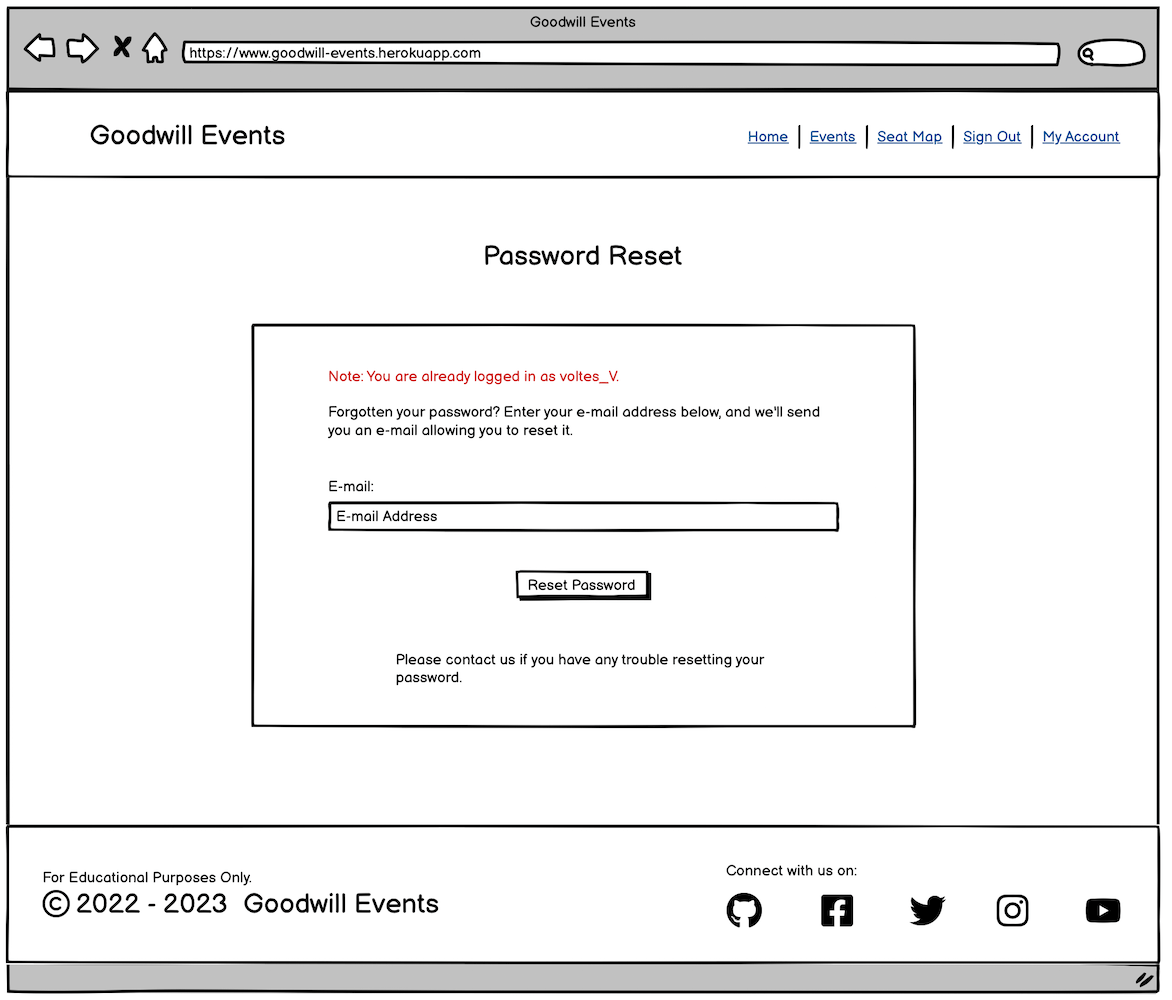 Goodwill Events
https://www.goodwill-events.herokuapp.com
Goodwill Events
Home
Events
Seat Map
Sign Out
My Account
Password Reset
Note: You are already logged in as voltes_V.
Forgotten your password? Enter your e-mail address below, and we'll send
you an e-mail allowing you to reset it.
E-mail:
E-mail Address
Reset Password
Please contact us if you have any trouble resetting your
password.
For Educational Purposes Only.
© 2022 - 2023 Goodwill Events
Connect with us on: